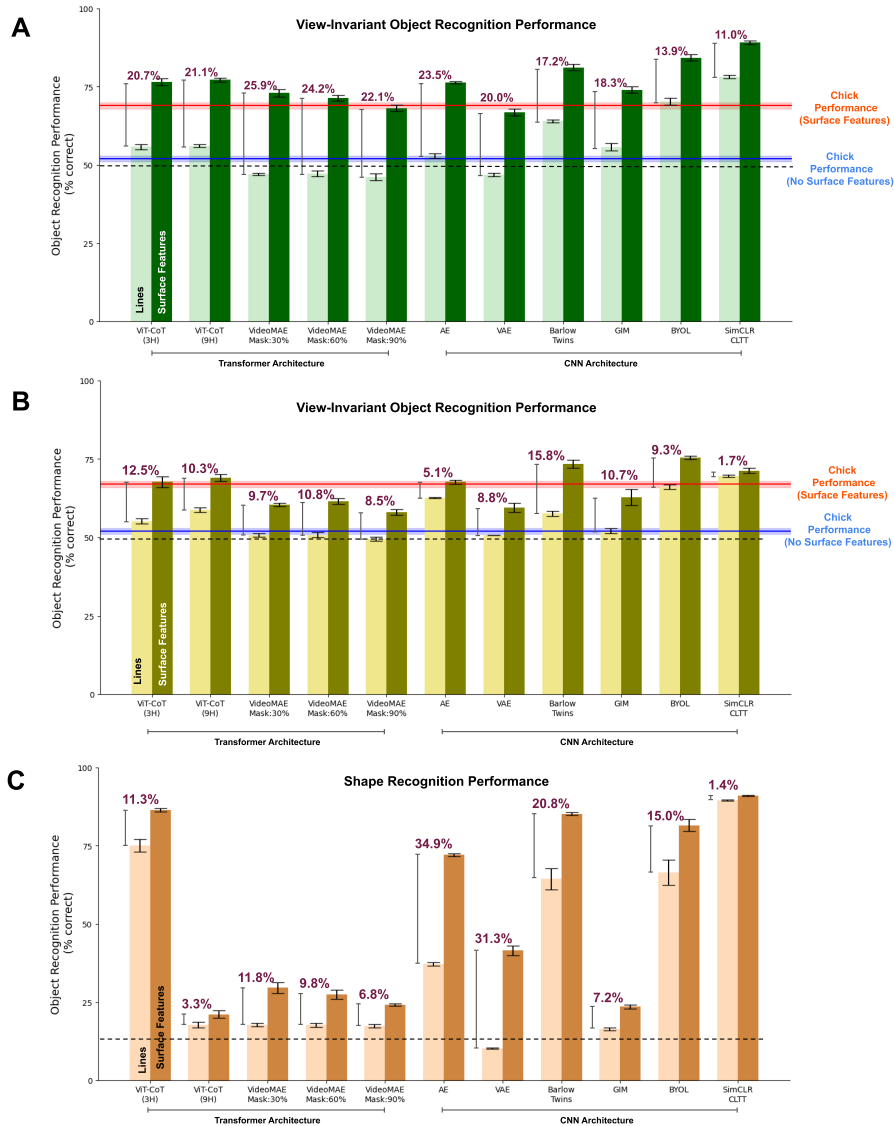 A
View-Invariant Object Recognition Performance
Object Recognition Performance
(% correct)
100
75
50
25
0
20.7%
21.1%
25.9%
24.2%
22.1%
23.5%
20.0%
17.2%
18.3%
13.9%
11.0%
Chick
Performance
(Surface Features)
Chick
Performance
(No Surface Features)
Lines
Surface Features
ViT-CoT
(3H)
ViT-CoT
(9H)
VideoMAE
Mask:30%
VideoMAE
Mask:60%
VideoMAE
Mask:90%
AE
VAE
Barlow
Twins
GIM
BYOL
SimCLR
CLTT
Transformer Architecture
CNN Architecture
B
View-Invariant Object Recognition Performance
Object Recognition Performance
(% correct)
100
75
50
25
0
12.5%
10.3%
9.7%
10.8%
8.5%
5.1%
8.8%
15.8%
10.7%
9.3%
1.7%
Chick
Performance
(Surface Features)
Chick
Performance
(No Surface Features)
Lines
Surface Features
ViT-CoT
(3H)
ViT-CoT
(9H)
VideoMAE
Mask:30%
VideoMAE
Mask:60%
VideoMAE
Mask:90%
AE
VAE
Barlow
Twins
GIM
BYOL
SimCLR
CLTT
Transformer Architecture
CNN Architecture
C
Shape Recognition Performance
Object Recognition Performance
(% correct)
100
75
50
25
0
11.3%
3.3%
11.8%
9.8%
6.8%
34.9%
31.3%
20.8%
7.2%
15.0%
1.4%
Lines
Surface Features
ViT-CoT
(3H)
ViT-CoT
(9H)
VideoMAE
Mask:30%
VideoMAE
Mask:60%
VideoMAE
Mask:90%
AE
VAE
Barlow
Twins
GIM
BYOL
SimCLR
CLTT
Transformer Architecture
CNN Architecture